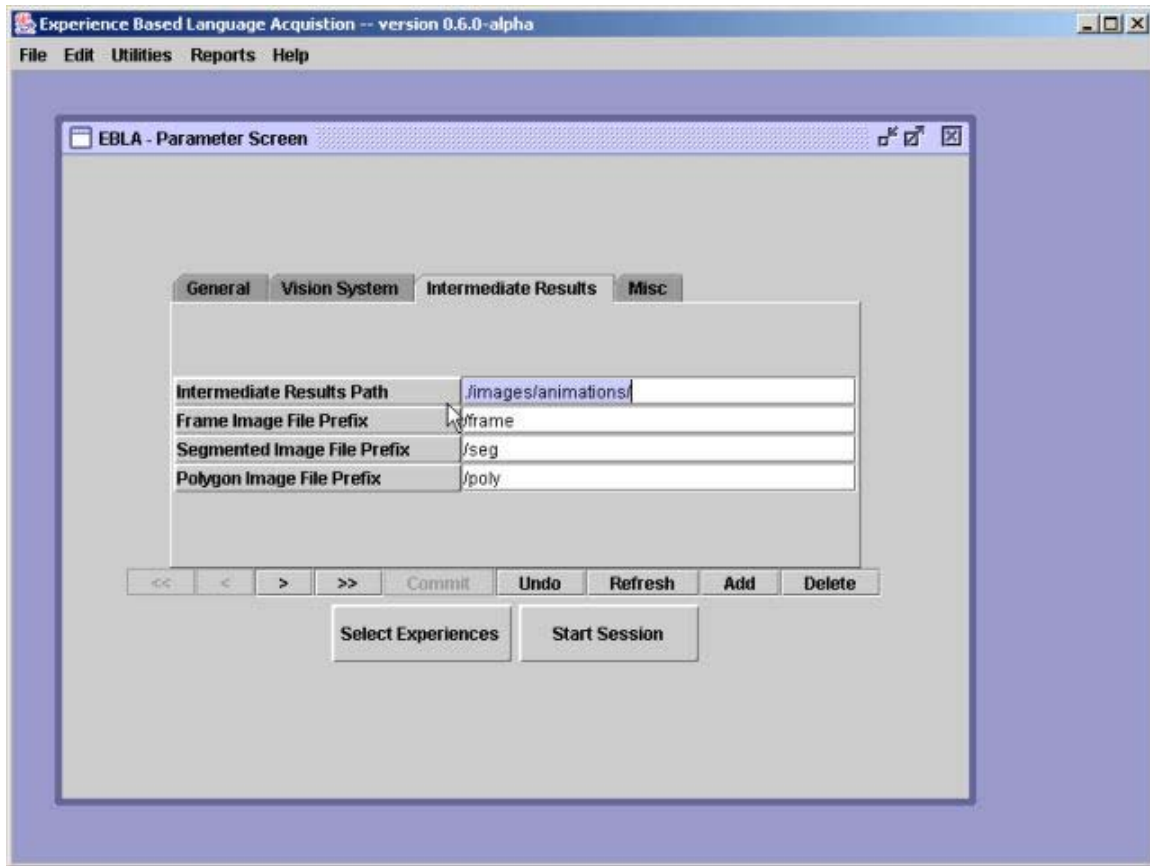 Experience Based Language Acquistion -- version 0.6.0-alpha
File Edit Utilities Reports Help
EBLA - Parameter Screen
General Vision System Intermediate Results Misc
Intermediate Results Path ./images/animations/
Frame Image File Prefix /frame
Segmented Image File Prefix /seg
Polygon Image File Prefix /poly
<< < > >> Commit Undo Refresh Add Delete
Select Experiences Start Session